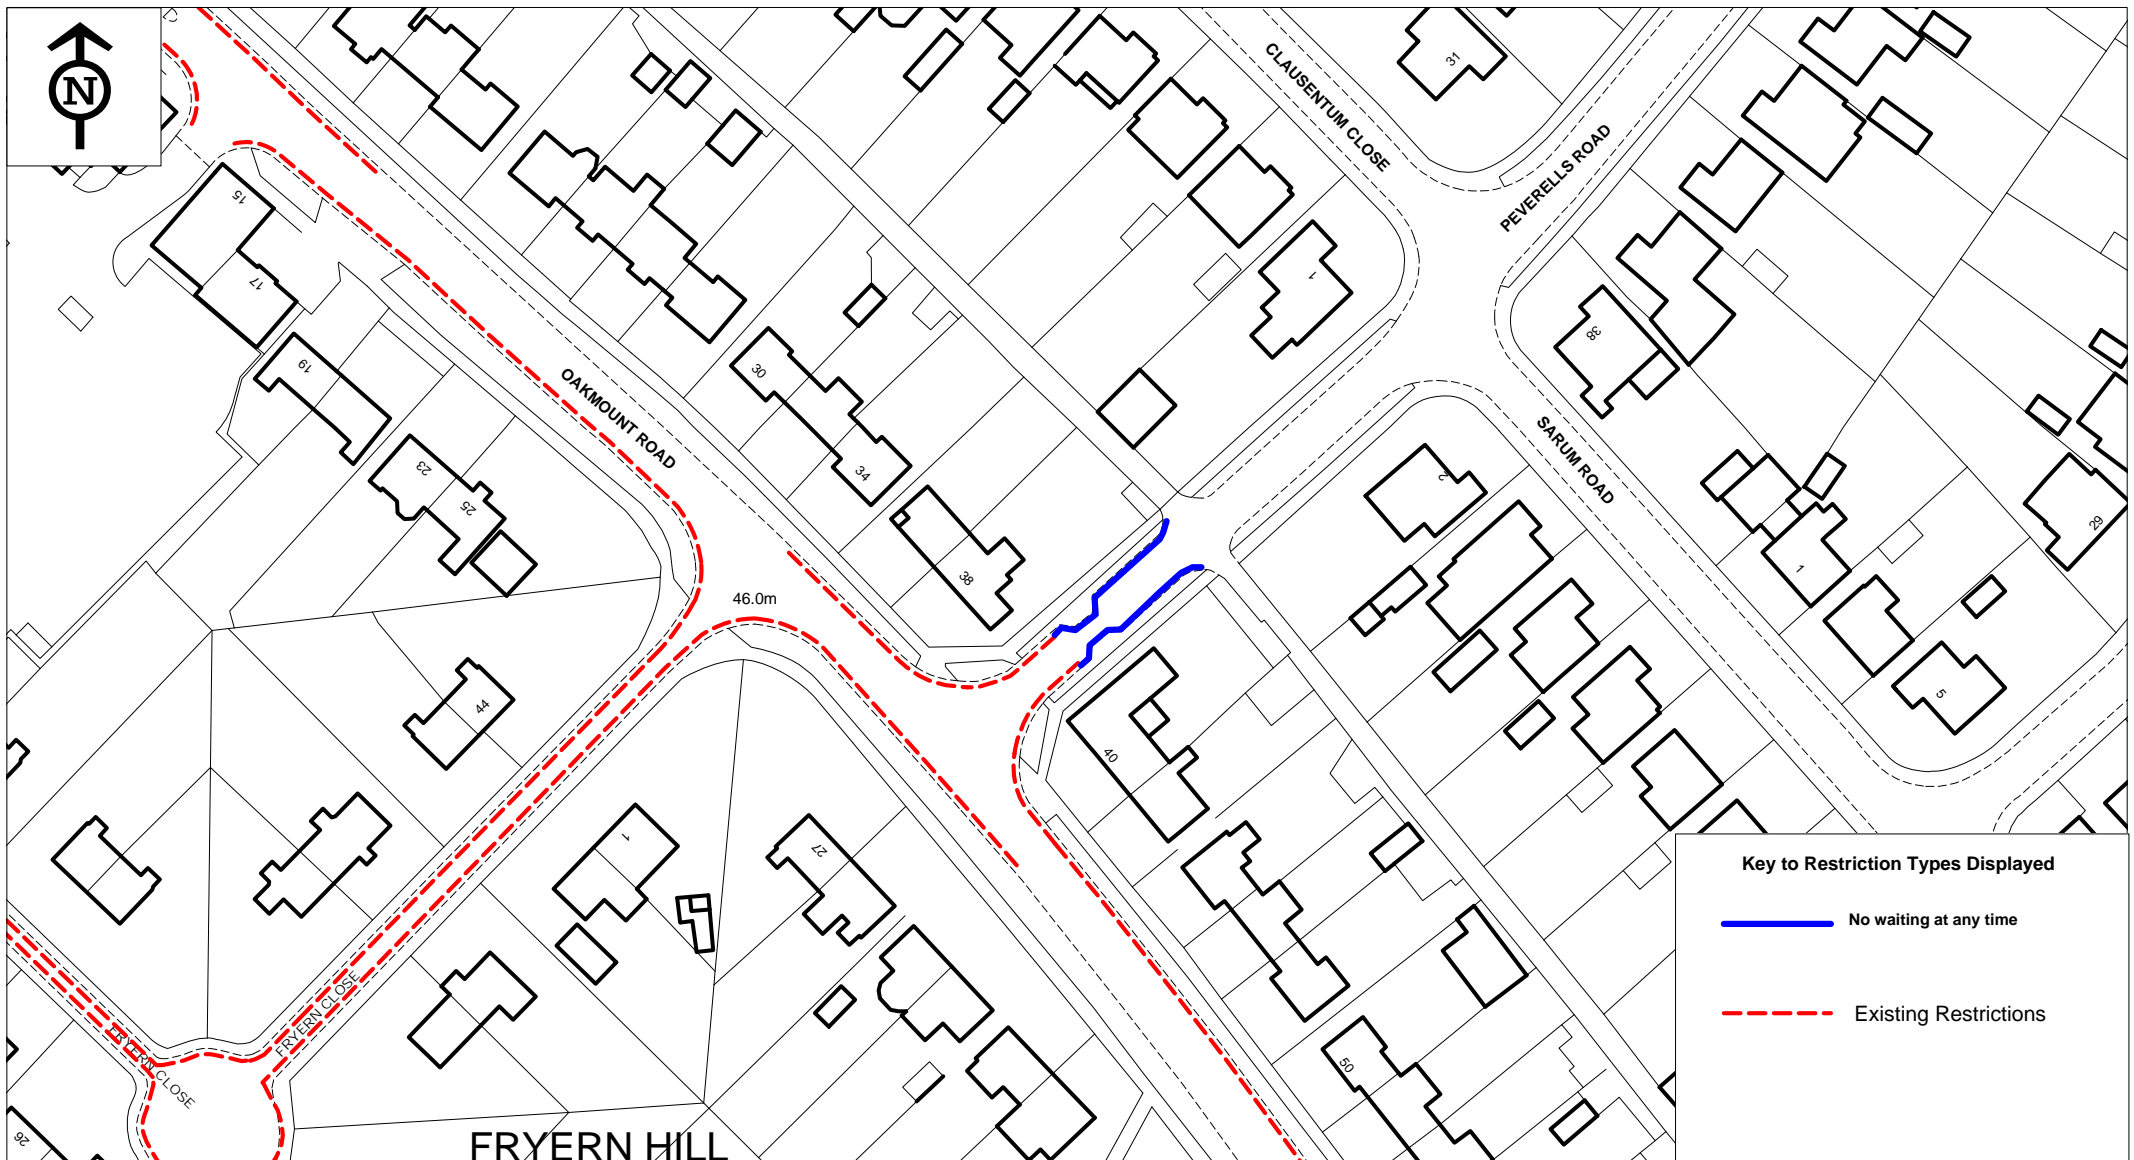 N
CLAUSENTUM CLOSE
31
PEVERELLS ROAD
15
17
1
38
19
30
OAKMOUNT ROAD
34
23
25
2
SARUM ROAD
29
38
1
46.0m
44
40
5
1
27
Key to Restriction Types Displayed
No waiting at any time
Existing Restrictions
FRYERN CLOSE
FRYERN CLOSE
50
26
FRYERN HILL